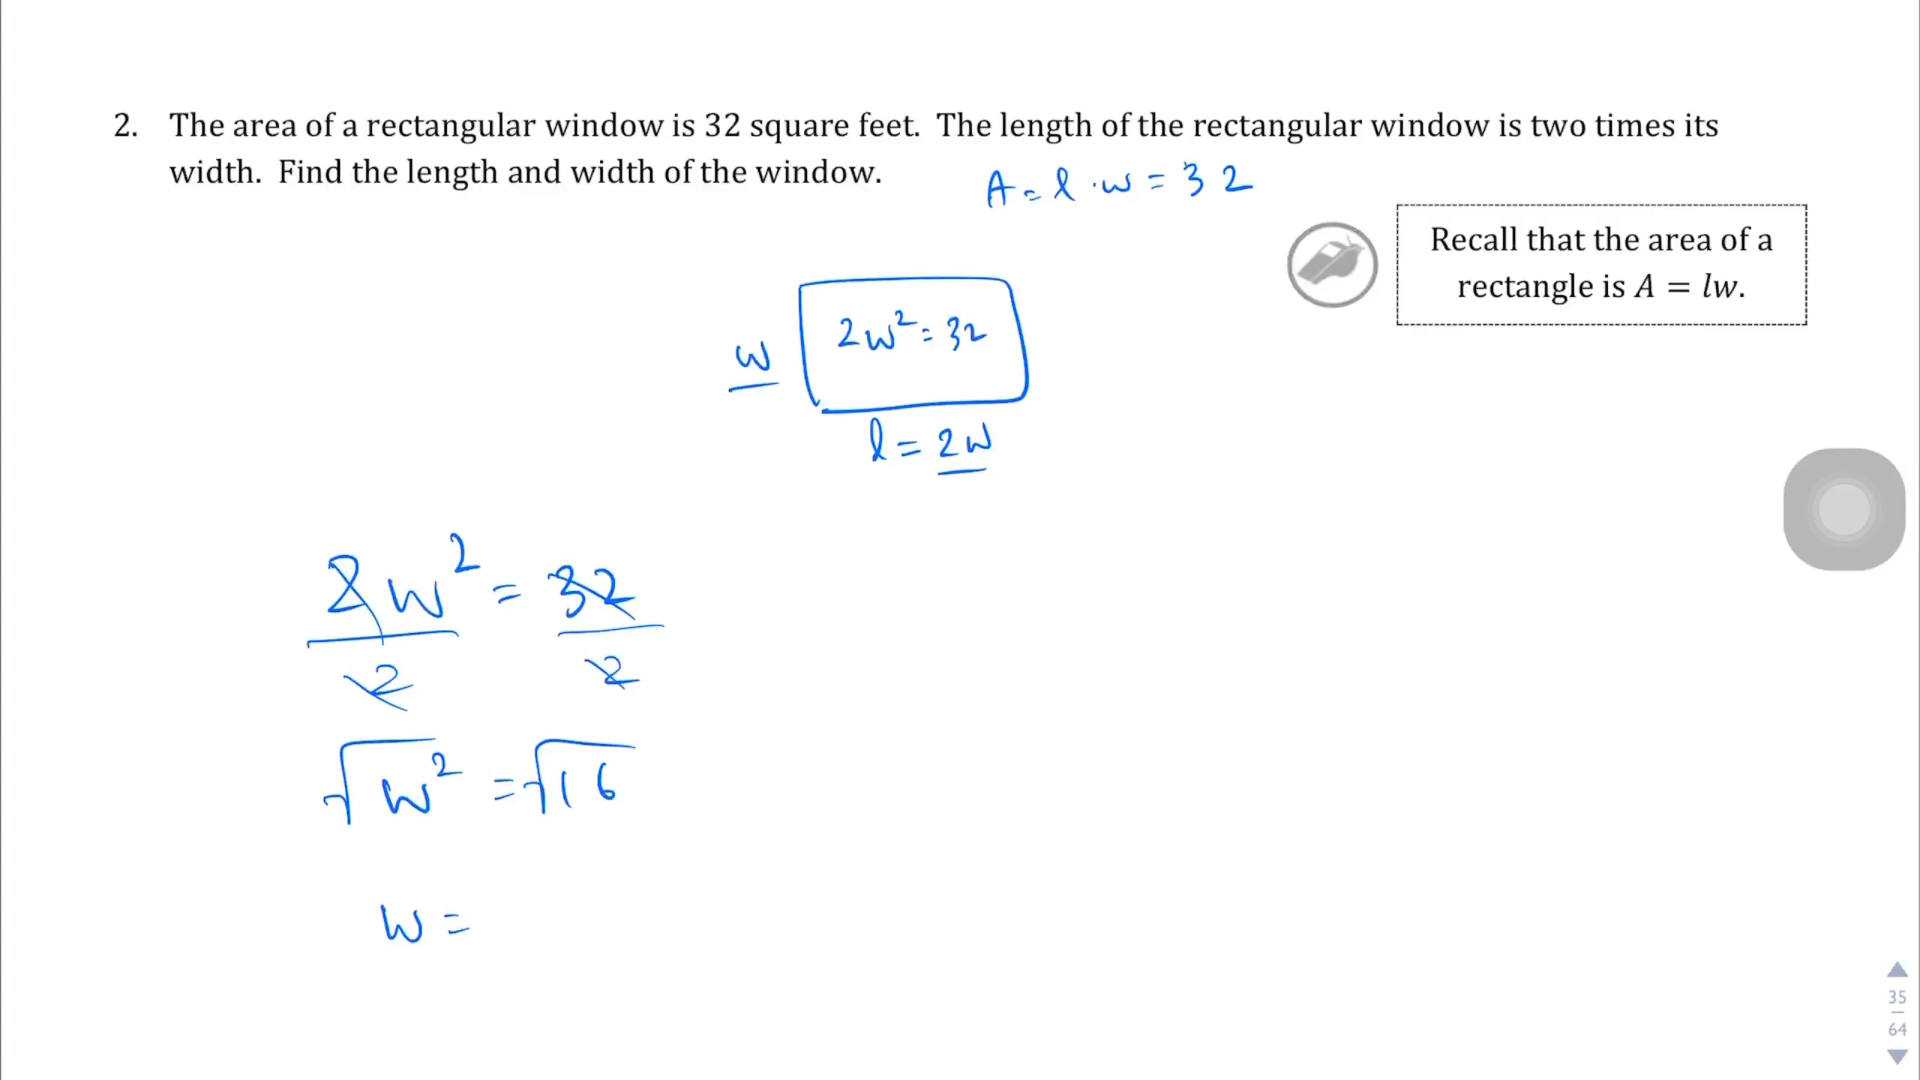 2. The area of a rectangular window is 32 square feet. The length of the rectangular window is two times its
width. Find the length and width of the window.
A = l · w = 32
Recall that the area of a
rectangle is A = lw.
2w² = 32
w
l = 2w
2w² = 32
2 2
√w² = √16
w =
35
64